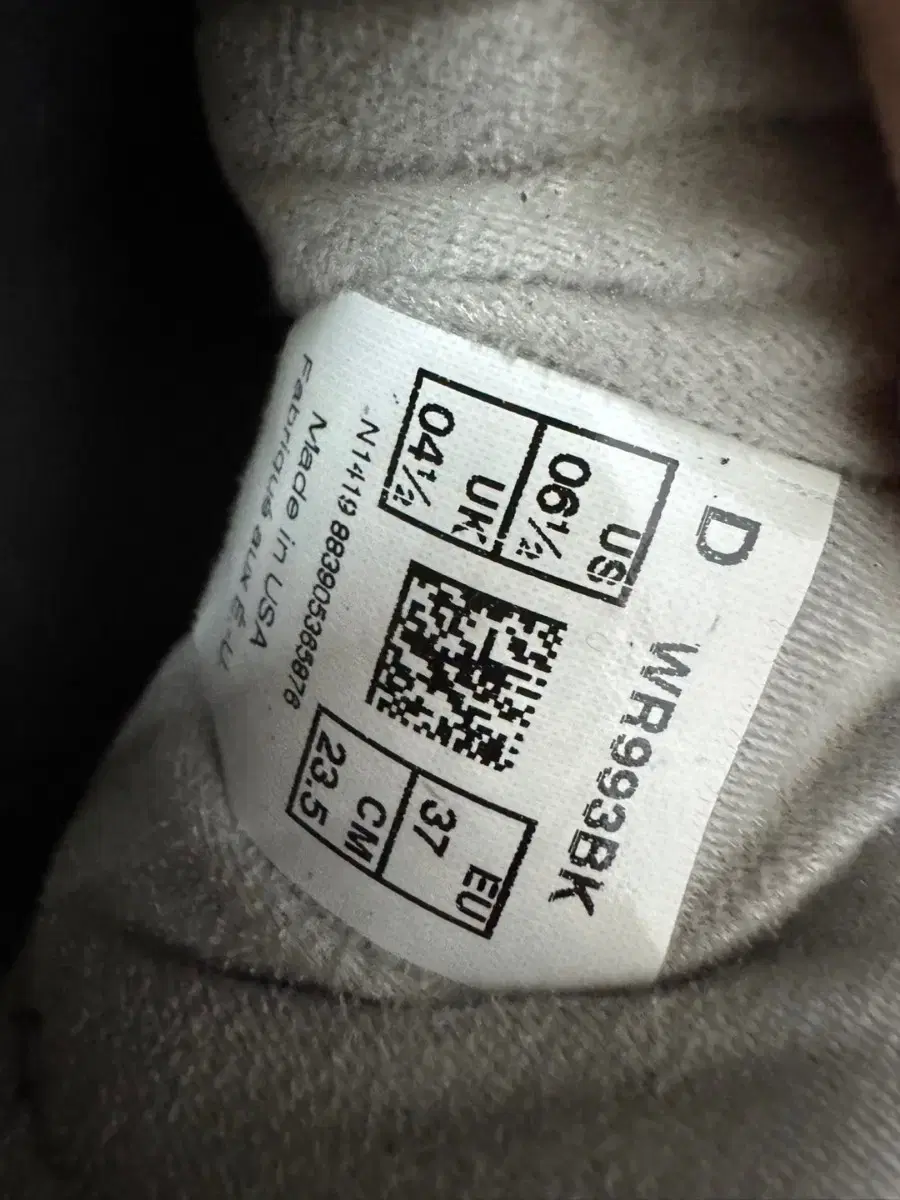 D WR993BK
US
06½
UK
04½
EU
37
CM
23.5
N1419 883905365876
Made in USA
Fabriqué aux É-U